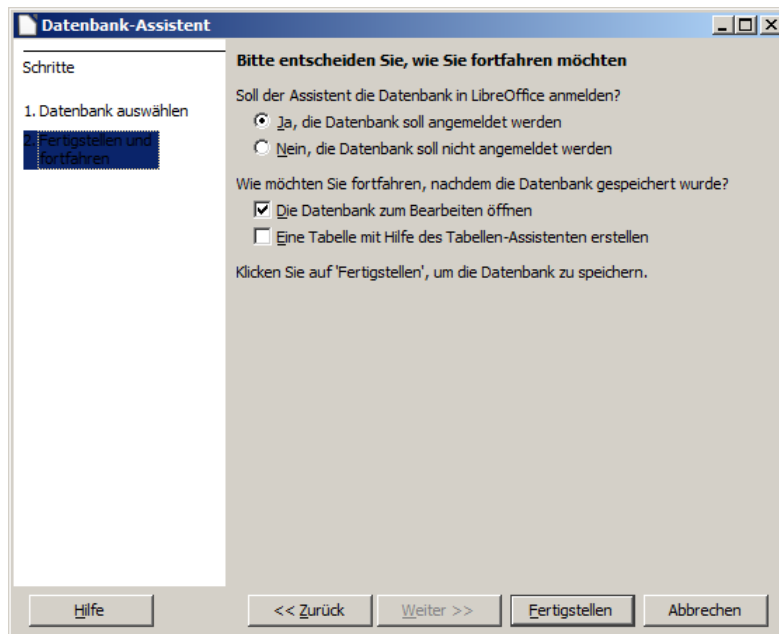 Datenbank-Assistent
Schritte
1. Datenbank auswählen
2. Fertigstellen und
fortfahren
Bitte entscheiden Sie, wie Sie fortfahren möchten
Soll der Assistent die Datenbank in LibreOffice anmelden?
Ja, die Datenbank soll angemeldet werden
Nein, die Datenbank soll nicht angemeldet werden
Wie möchten Sie fortfahren, nachdem die Datenbank gespeichert wurde?
Die Datenbank zum Bearbeiten öffnen
Eine Tabelle mit Hilfe des Tabellen-Assistenten erstellen
Klicken Sie auf 'Fertigstellen', um die Datenbank zu speichern.
Hilfe
<< Zurück
Weiter >>
Fertigstellen
Abbrechen